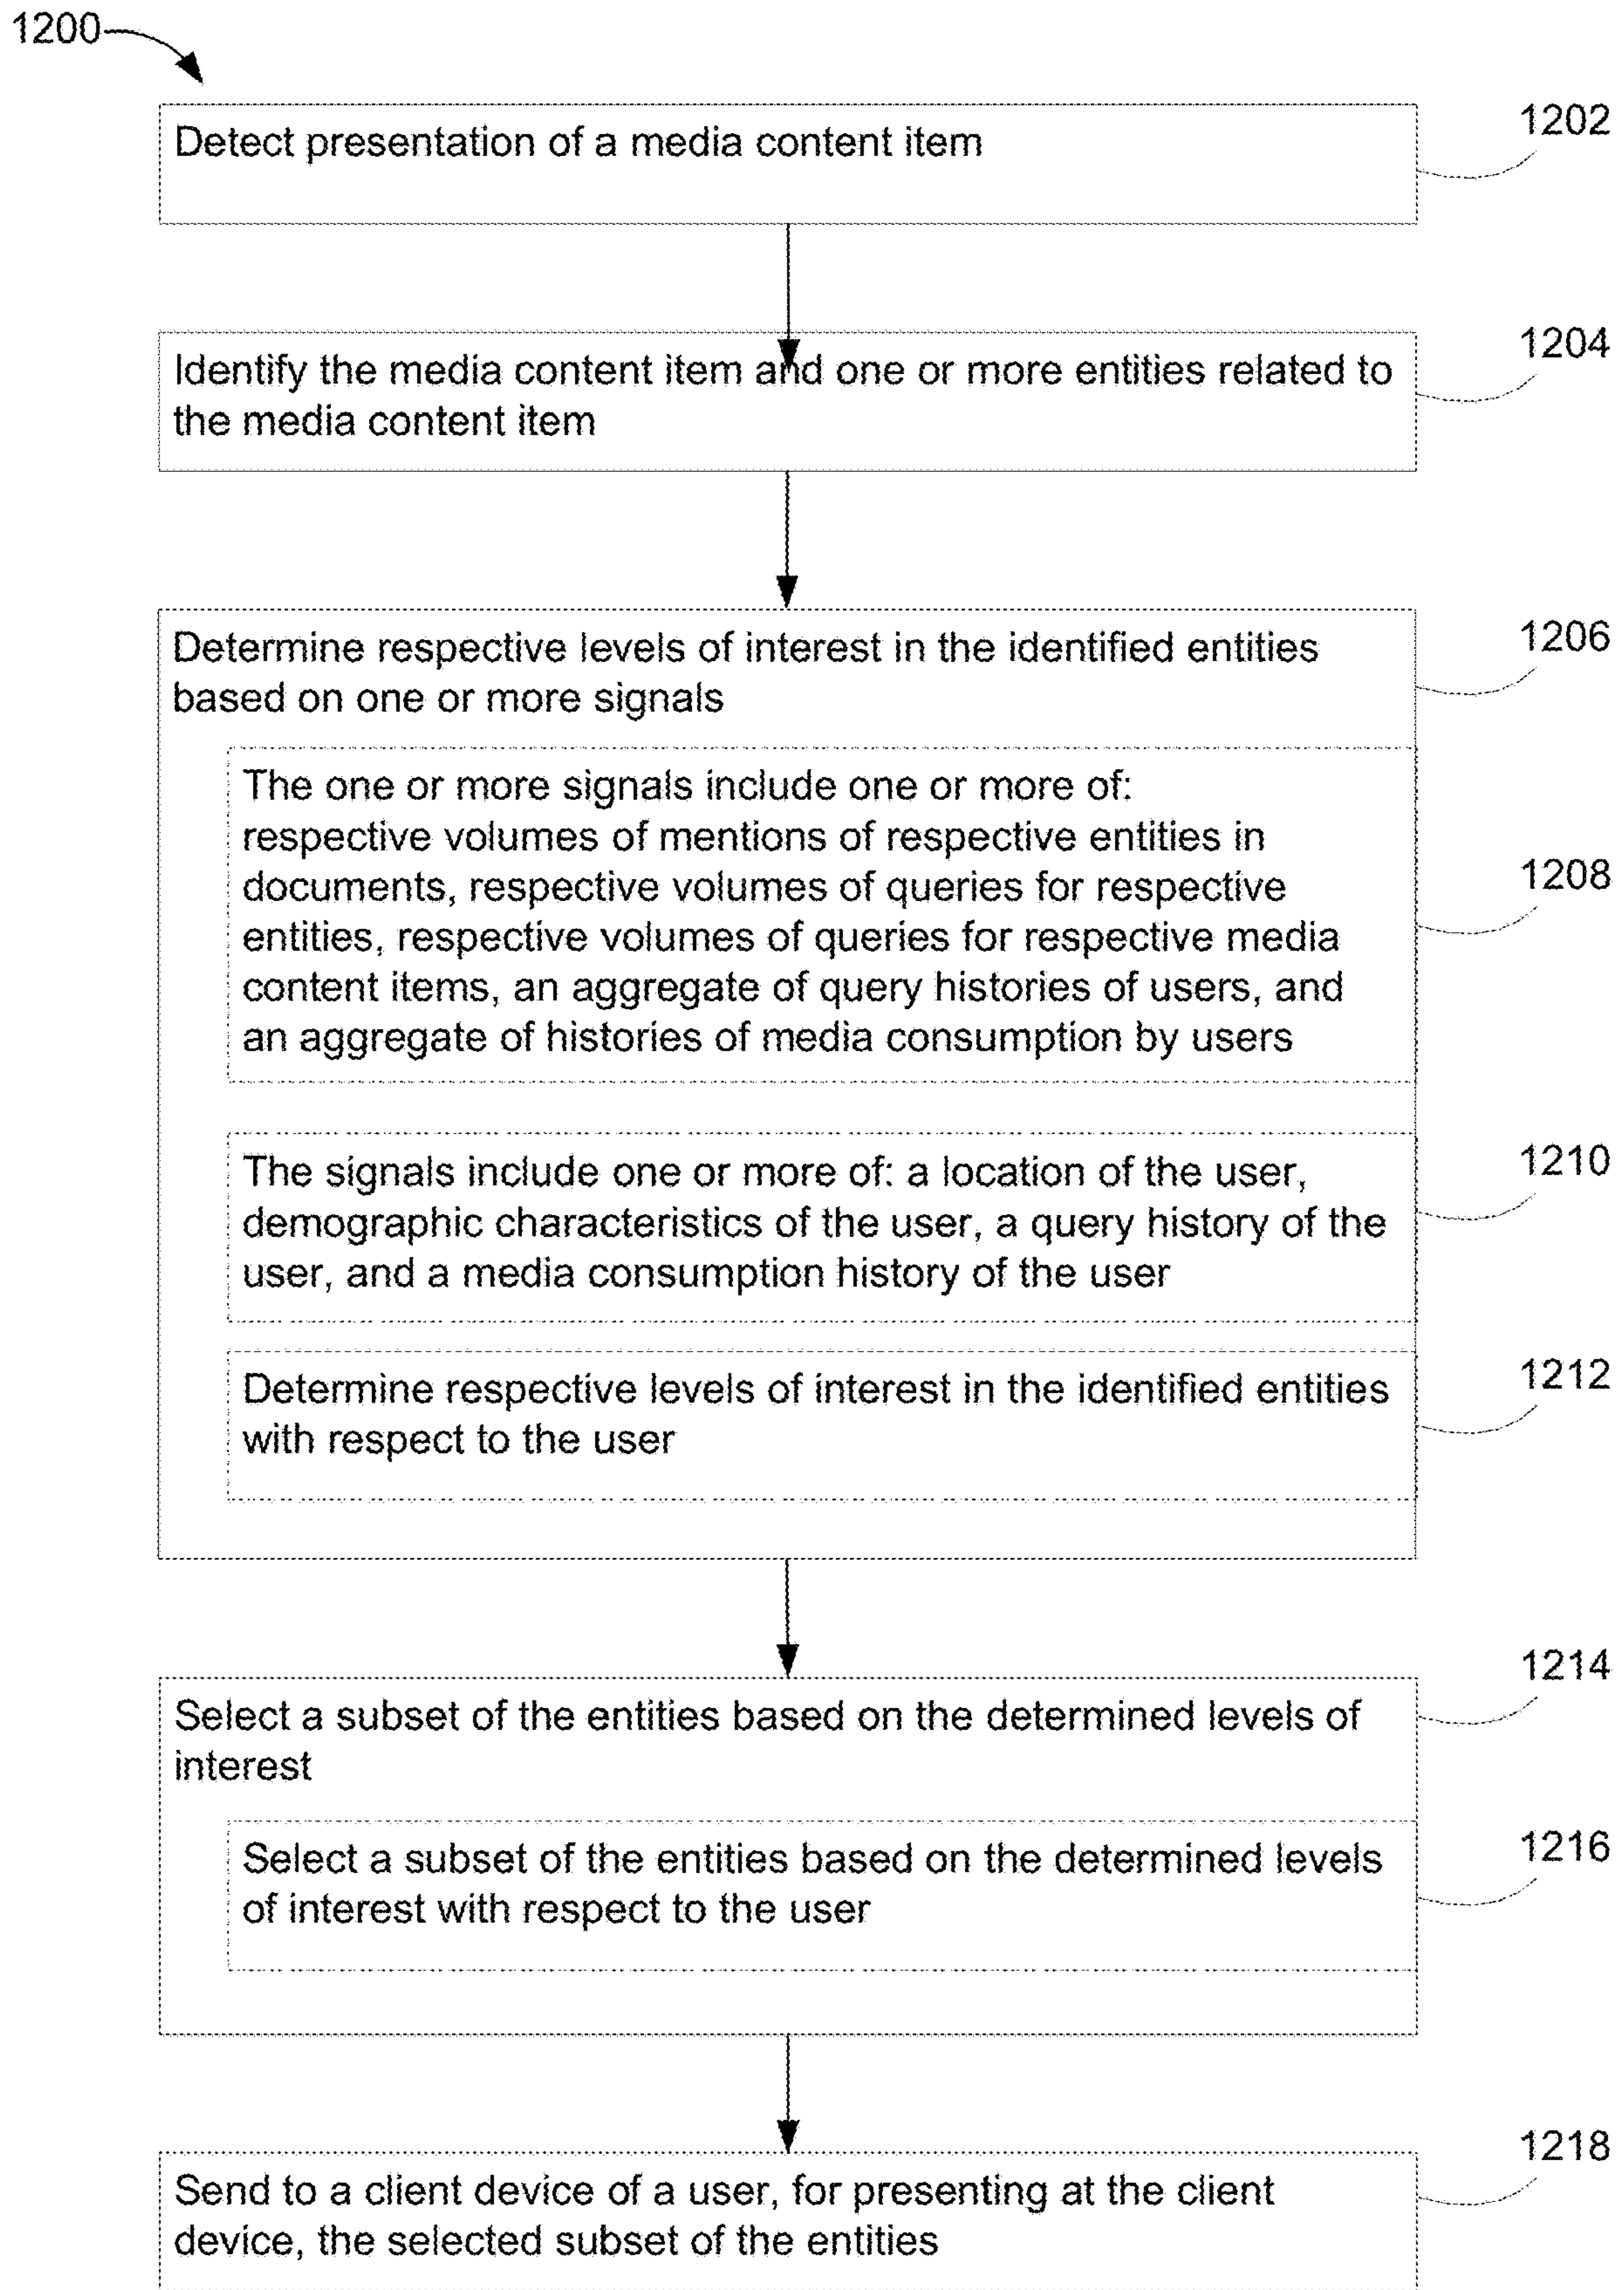 1200
Detect presentation of a media content item
1202
Identify the media content item and one or more entities related to
the media content item
1204
Determine respective levels of interest in the identified entities
based on one or more signals
1206
The one or more signals include one or more of:
respective volumes of mentions of respective entities in
documents, respective volumes of queries for respective
entities, respective volumes of queries for respective media
content items, an aggregate of query histories of users, and
an aggregate of histories of media consumption by users
1208
The signals include one or more of: a location of the user,
demographic characteristics of the user, a query history of the
user, and a media consumption history of the user
1210
Determine respective levels of interest in the identified entities
with respect to the user
1212
Select a subset of the entities based on the determined levels of
interest
1214
Select a subset of the entities based on the determined levels
of interest with respect to the user
1216
Send to a client device of a user, for presenting at the client
device, the selected subset of the entities
1218